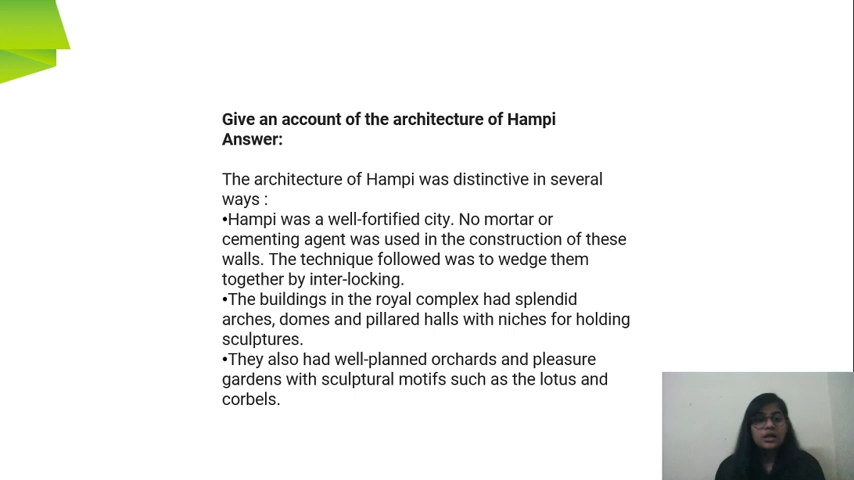 Give an account of the architecture of Hampi
Answer:
The architecture of Hampi was distinctive in several
ways :
•Hampi was a well-fortified city. No mortar or
cementing agent was used in the construction of these
walls. The technique followed was to wedge them
together by inter-locking.
•The buildings in the royal complex had splendid
arches, domes and pillared halls with niches for holding
sculptures.
•They also had well-planned orchards and pleasure
gardens with sculptural motifs such as the lotus and
corbels.